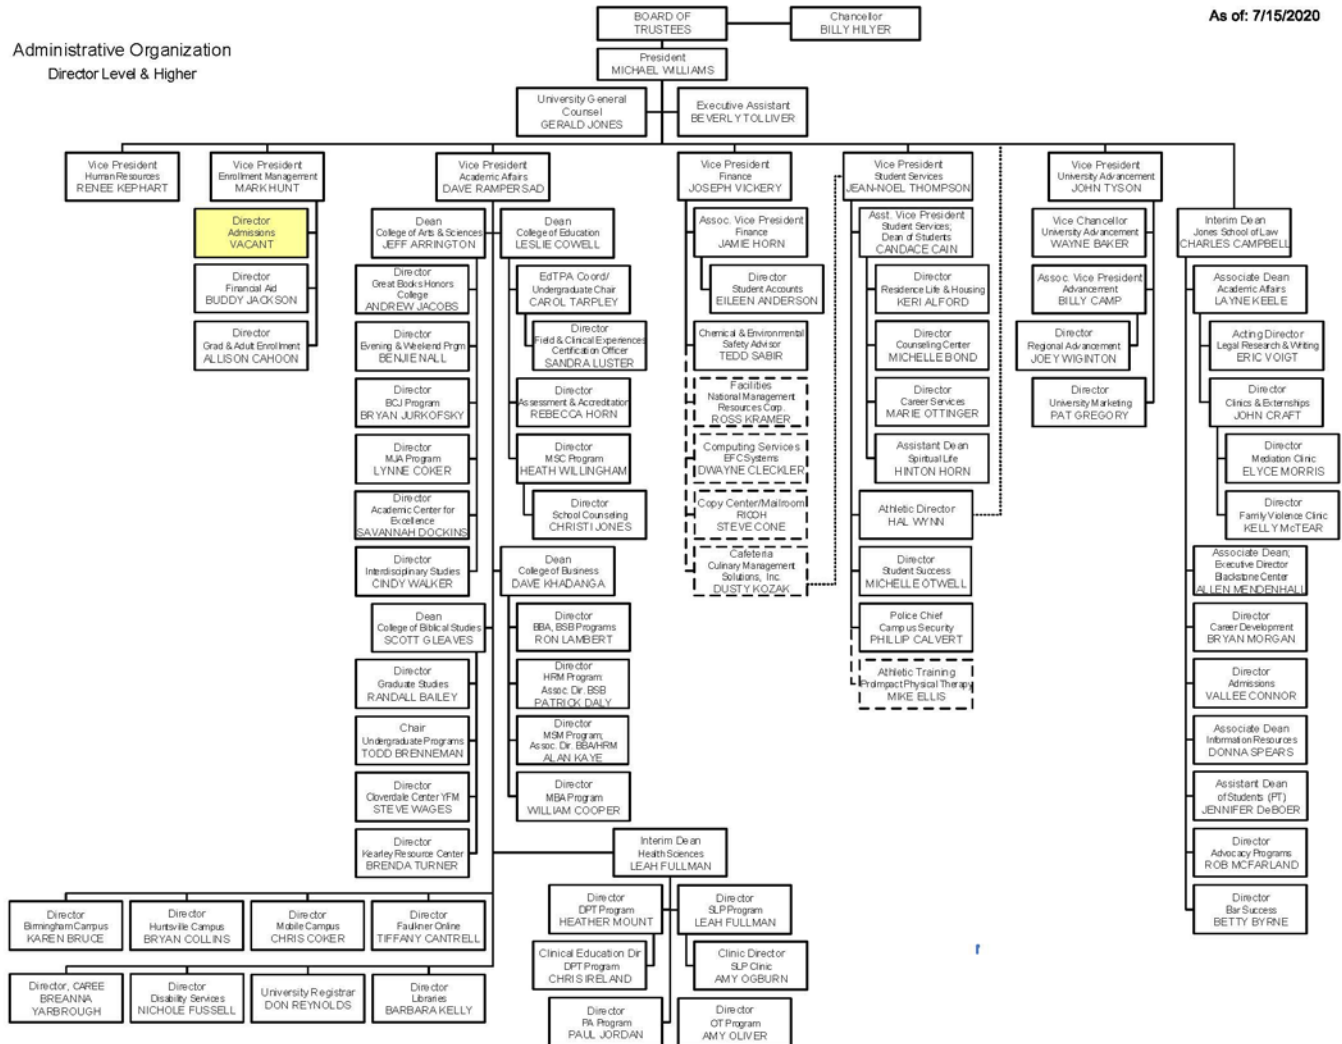 As of: 7/15/2020
Administrative Organization
Director Level & Higher
BOARD OF
TRUSTEES
Chancellor
BILLY HILYER
President
MICHAEL WILLIAMS
University General
Counsel
GERALD JONES
Executive Assistant
BEVERLY TOLLIVER
Vice President
Human Resources
RENEE KEPHART
Vice President
Enrollment Management
MARK HUNT
Director
Admissions
VACANT
Director
Financial Aid
BUDDY JACKSON
Director
Grad & Adult Enrollment
ALLISON CAHOON
Vice President
Academic Affairs
DAVE RAMPERSAD
Dean
College of Arts & Sciences
JEFF ARRINGTON
Director
Great Books Honors
College
ANDREW JACOBS
Director
Evening & Weekend Prgm
BENJIE NALL
Director
BCJ Program
BRYAN JURKOFSKY
Director
MJA Program
LYNNE COKER
Director
Academic Center for
Excellence
SAVANNAH DOCKINS
Director
Interdisciplinary Studies
CINDY WALKER
Dean
College of Biblical Studies
SCOTT GLEAVES
Director
Graduate Studies
RANDALL BAILEY
Chair
Undergraduate Programs
TODD BRENNEMAN
Director
Cloverdale Center YFM
STEVE WAGES
Director
Kearley Resource Center
BRENDA TURNER
Dean
College of Education
LESLIE COWELL
EdTPA Coord/
Undergraduate Chair
CAROL TARPLEY
Director
Field & Clinical Experiences
Certification Officer
SANDRA LUSTER
Director
Assessment & Accreditation
REBECCA HORN
Director
MSC Program
HEATH WILLINGHAM
Director
School Counseling
CHRISTI JONES
Dean
College of Business
DAVE KHADANGA
Director
BBA, BSB Programs
RON LAMBERT
Director
HRM Program:
Assoc. Dir. BSB
PATRICK DALY
Director
MSM Program;
Assoc. Dir. BBA/HRM
ALAN KAYE
Director
MBA Program
WILLIAM COOPER
Interim Dean
Health Sciences
LEAH FULLMAN
Director
DPT Program
HEATHER MOUNT
Clinical Education Dir
DPT Program
CHRIS IRELAND
Director
PA Program
PAUL JORDAN
Director
SLP Program
LEAH FULLMAN
Clinic Director
SLP Clinic
AMY OGBURN
Director
OT Program
AMY OLIVER
Director
Birmingham Campus
KAREN BRUCE
Director
Huntsville Campus
BRYAN COLLINS
Director
Mobile Campus
CHRIS COKER
Director
Faulkner Online
TIFFANY CANTRELL
Director, CAREE
BREANNA
YARBROUGH
Director
Disability Services
NICHOLE FUSSELL
University Registrar
DON REYNOLDS
Director
Libraries
BARBARA KELLY
Vice President
Finance
JOSEPH VICKERY
Assoc. Vice President
Finance
JAMIE HORN
Director
Student Accounts
EILEEN ANDERSON
Chemical & Environmental
Safety Advisor
TEDD SABIR
Facilities
National Management
Resources Corp.
ROSS KRAMER
Computing Services
EFC Systems
DWAYNE CLECKLER
Copy Center/Mailroom
RICOH
STEVE CONE
Cafeteria
Culinary Management
Solutions, Inc.
DUSTY KOZAK
Vice President
Student Services
JEAN-NOEL THOMPSON
Asst. Vice President
Student Services;
Dean of Students
CANDACE CAIN
Director
Residence Life & Housing
KERI ALFORD
Director
Counseling Center
MICHELLE BOND
Director
Career Services
MARIE OTTINGER
Assistant Dean
Spiritual Life
HINTON HORN
Athletic Director
HAL WYNN
Director
Student Success
MICHELLE OTWELL
Police Chief
Campus Security
PHILLIP CALVERT
Athletic Training
ProImpact Physical Therapy
MIKE ELLIS
Vice President
University Advancement
JOHN TYSON
Vice Chancellor
University Advancement
WAYNE BAKER
Assoc. Vice President
Advancement
BILLY CAMP
Director
Regional Advancement
JOEY WIGINTON
Director
University Marketing
PAT GREGORY
Interim Dean
Jones School of Law
CHARLES CAMPBELL
Associate Dean
Academic Affairs
LAYNE KEELE
Acting Director
Legal Research & Writing
ERIC VOIGT
Director
Clinics & Externships
JOHN CRAFT
Director
Mediation Clinic
ELYCE MORRIS
Director
Family Violence Clinic
KELLY McTEAR
Associate Dean;
Executive Director
Blackstone Center
ALLEN MENDENHALL
Director
Career Development
BRYAN MORGAN
Director
Admissions
VALLEE CONNOR
Associate Dean
Information Resources
DONNA SPEARS
Assistant Dean
of Students (PT)
JENNIFER DeBOER
Director
Advocacy Programs
ROB MCFARLAND
Director
Bar Success
BETTY BYRNE